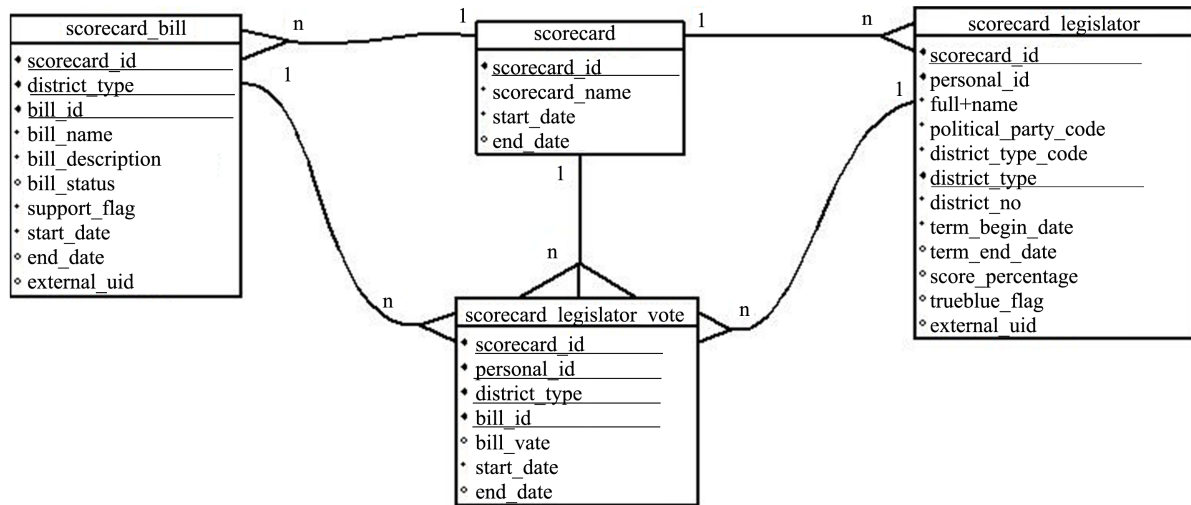 scorecard_bill
scorecard_id
district_type
bill_id
bill_name
bill_description
bill_status
support_flag
start_date
end_date
external_uid
n
1
1
scorecard
scorecard_id
scorecard_name
start_date
end_date
1
n
1
1
scorecard_legislator
scorecard_id
personal_id
full+name
political_party_code
district_type_code
district_type
district_no
term_begin_date
term_end_date
score_percentage
trueblue_flag
external_uid
n
n
n
scorecard_legislator_vote
scorecard_id
personal_id
district_type
bill_id
bill_vate
start_date
end_date